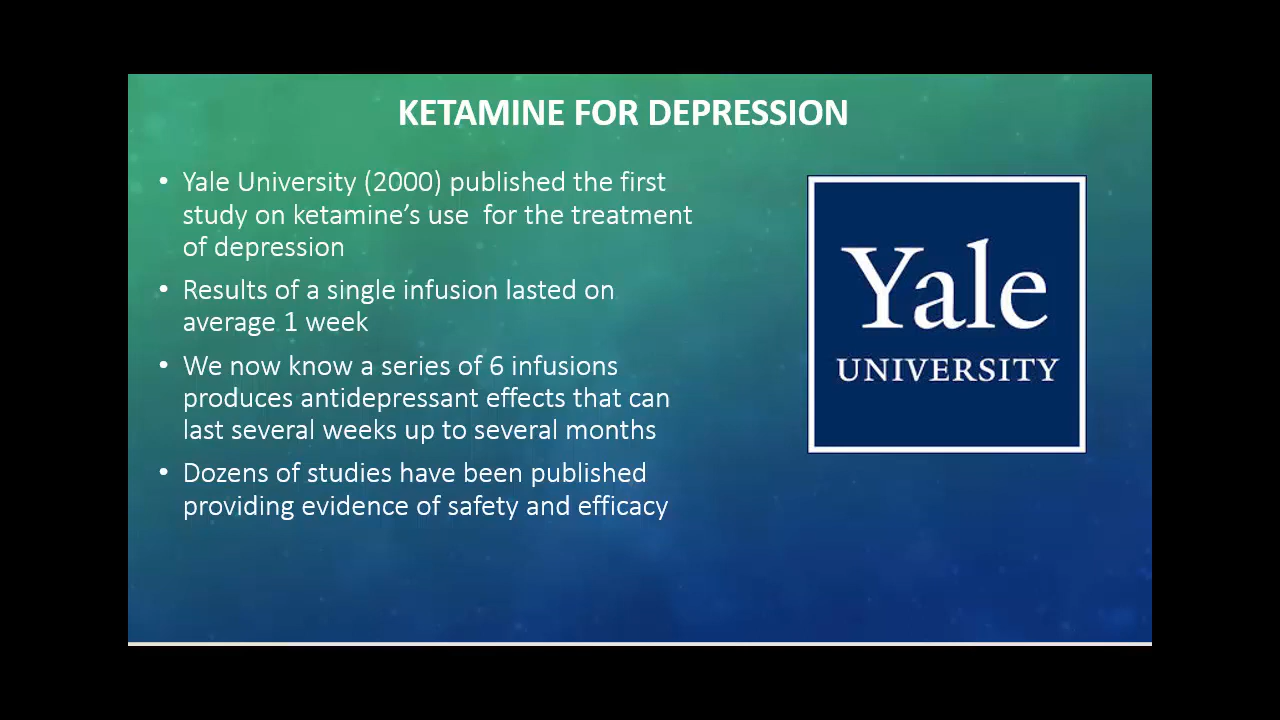 KETAMINE FOR DEPRESSION
• Yale University (2000) published the first
study on ketamine’s use  for the treatment
of depression
• Results of a single infusion lasted on
average 1 week
• We now know a series of 6 infusions
produces antidepressant effects that can
last several weeks up to several months
• Dozens of studies have been published
providing evidence of safety and efficacy
Yale
UNIVERSITY